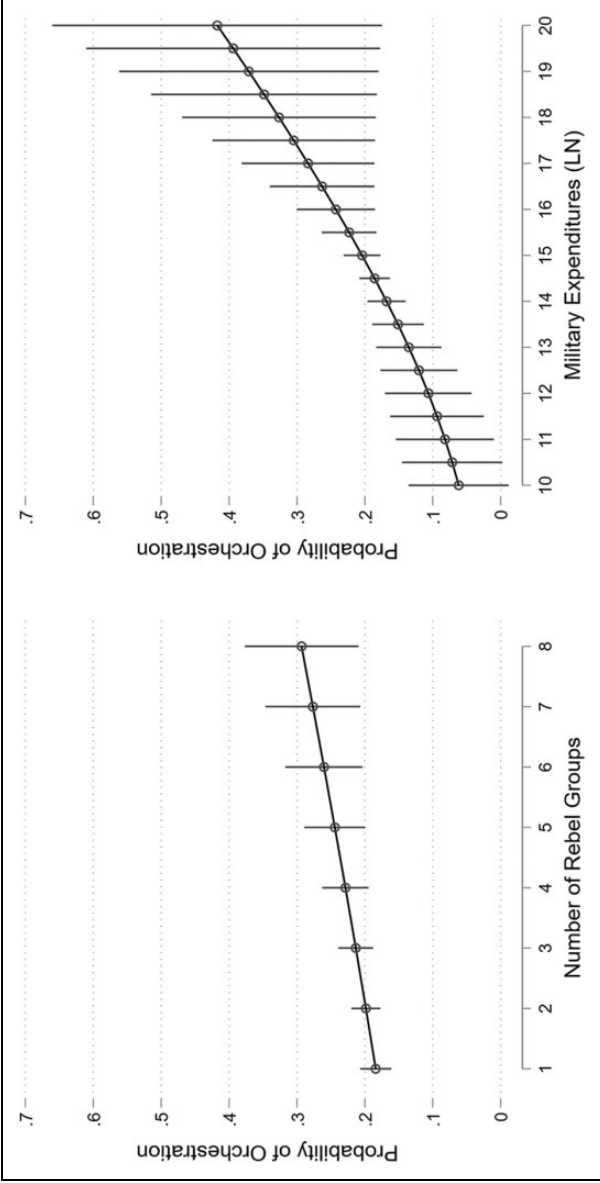 Probability of Orchestration
.7
.6
.5
.4
.3
.2
.1
0
1 2 3 4 5 6 7 8
Number of Rebel Groups
Probability of Orchestration
.7
.6
.5
.4
.3
.2
.1
0
10 11 12 13 14 15 16 17 18 19 20
Military Expenditures (LN)